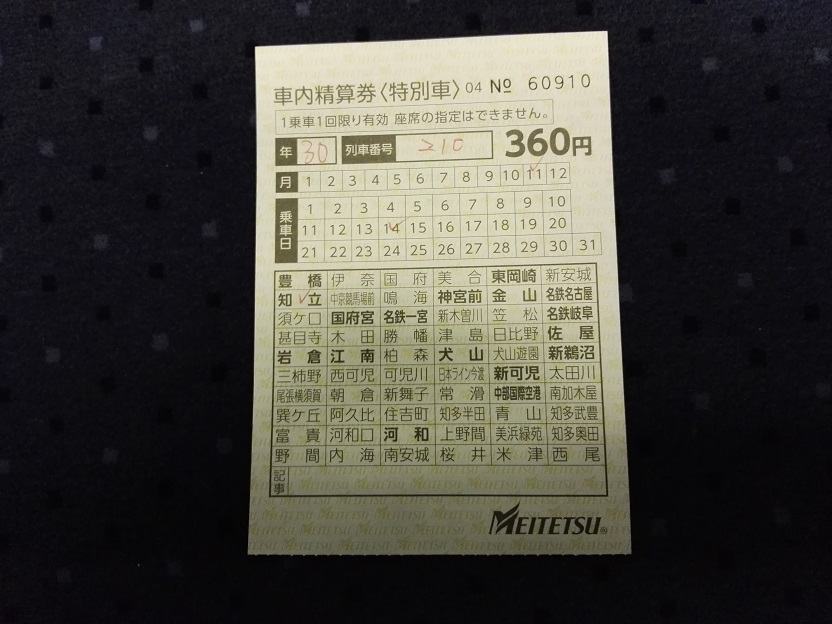 車内精算券〈特別車〉04 № 60910
1乗車1回限り有効 座席の指定はできません。
年 30 列車番号 210 360円
月 1 2 3 4 5 6 7 8 9 10 11 12
乗車日 1 2 3 4 5 6 7 8 9 10
11 12 13 14 15 16 17 18 19 20
21 22 23 24 25 26 27 28 29 30 31
豊橋 伊奈 国府 美合 東岡崎 新安城
知立 中京競馬場前 鳴海 神宮前 金山 名鉄名古屋
須ケ口 国府宮 名鉄一宮 新木曽川 笠松 名鉄岐阜
甚目寺 木田 勝幡 津島 日比野 佐屋
岩倉 江南 柏森 犬山 犬山遊園 新鵜沼
三柿野 西可児 可児川 日本ライン今渡 新可児 太田川
尾張横須賀 朝倉 新舞子 常滑 中部国際空港 南加木屋
巽ケ丘 阿久比 住吉町 知多半田 青山 知多武豊
富貴 河和口 河和 上野間 美浜緑苑 知多奥田
野間 内海 南安城 桜井 米津 西尾
記事
MEITETSU